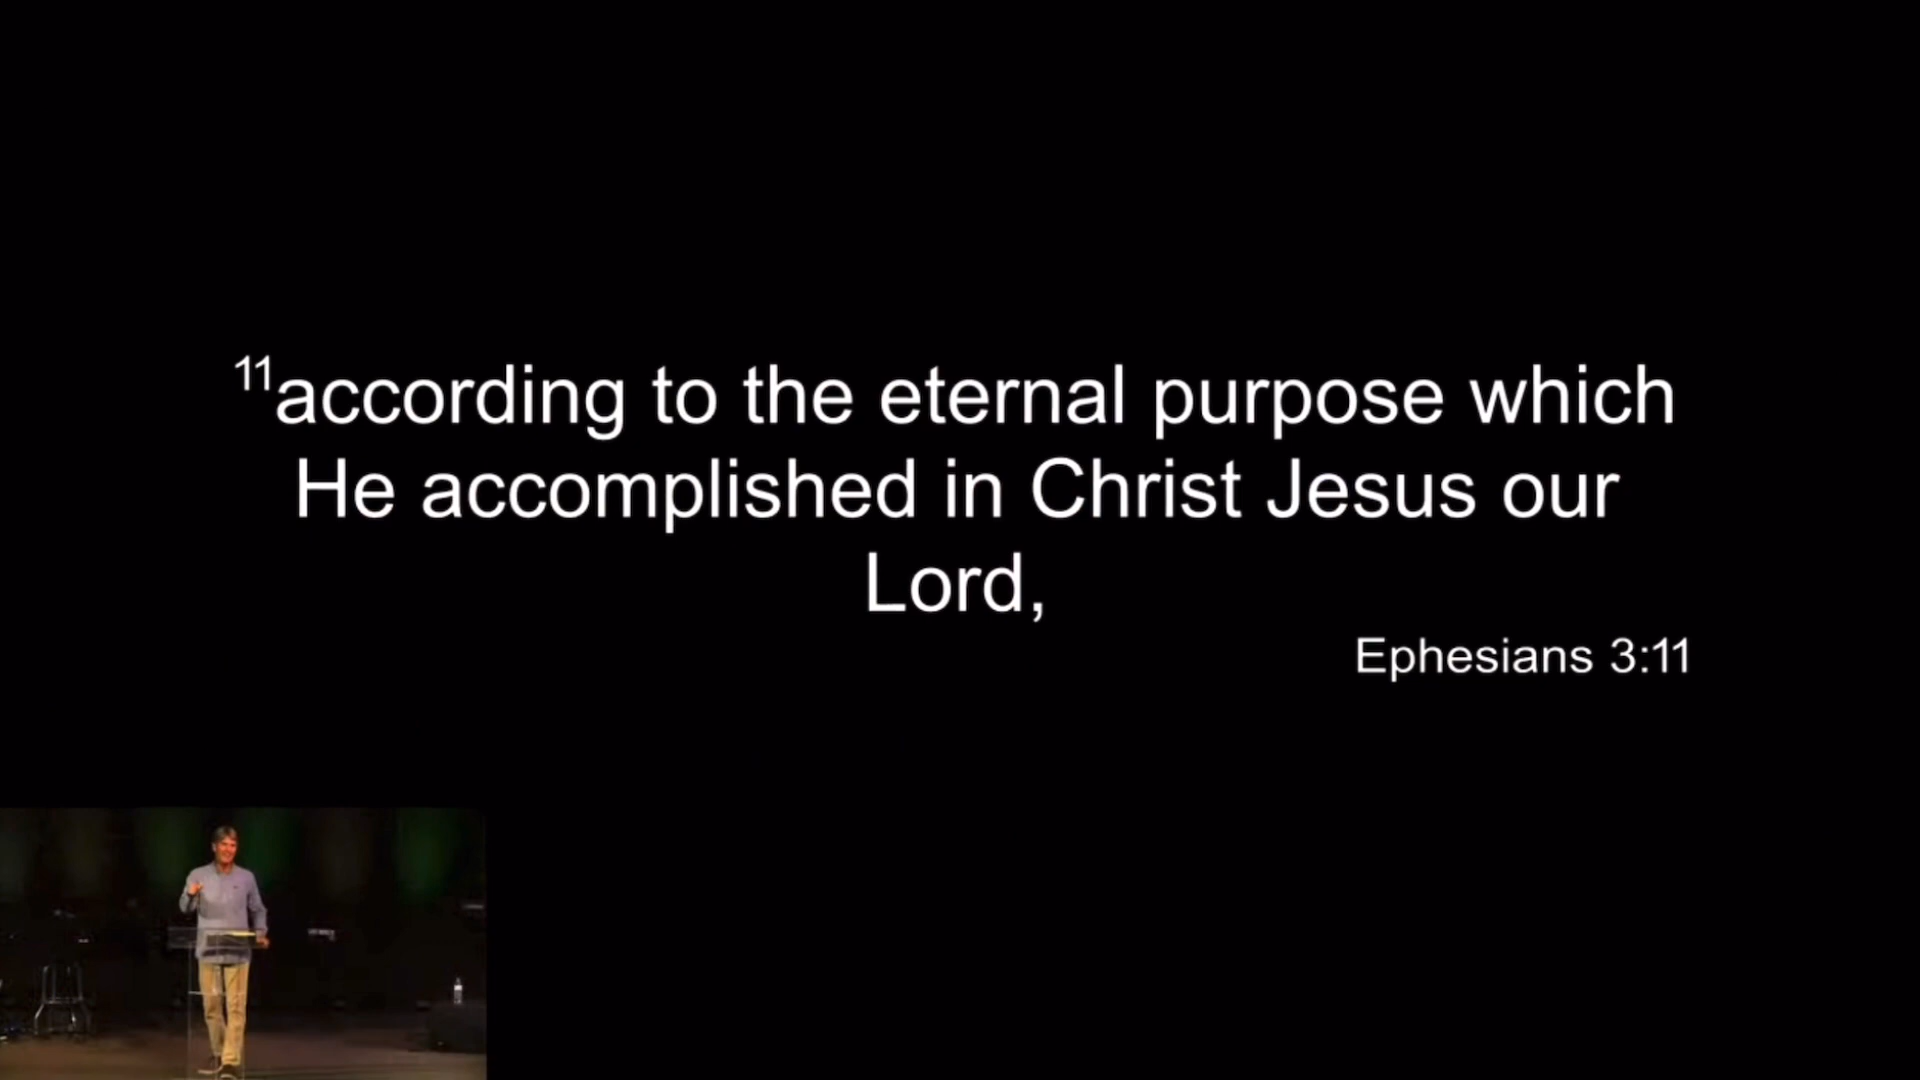 ¹¹according to the eternal purpose which
He accomplished in Christ Jesus our
Lord,
Ephesians 3:11